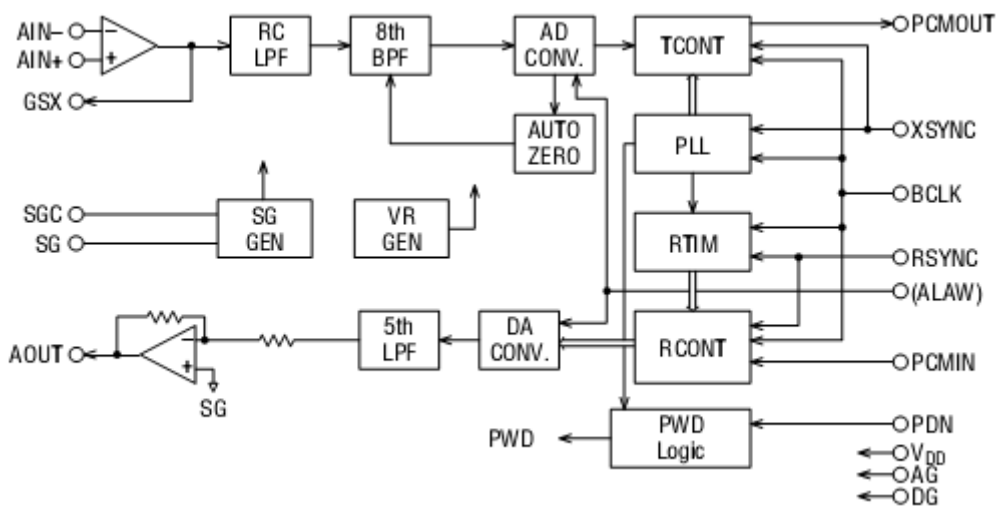 AIN–
–
AIN+
+
GSX
RC
LPF
8th
BPF
AD
CONV.
TCONT
PCMOUT
AUTO
ZERO
PLL
XSYNC
SGC
SG
SG
GEN
VR
GEN
BCLK
RTIM
RSYNC
(ALAW)
AOUT
–
+
SG
5th
LPF
DA
CONV.
RCONT
PCMIN
PWD
PWD
Logic
PDN
VDD
AG
DG